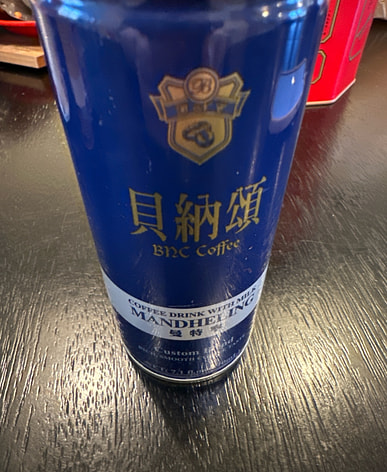 貝納頌
BNC Coffee
COFFEE DRINK WITH MILK
MANDHELING
曼特寧